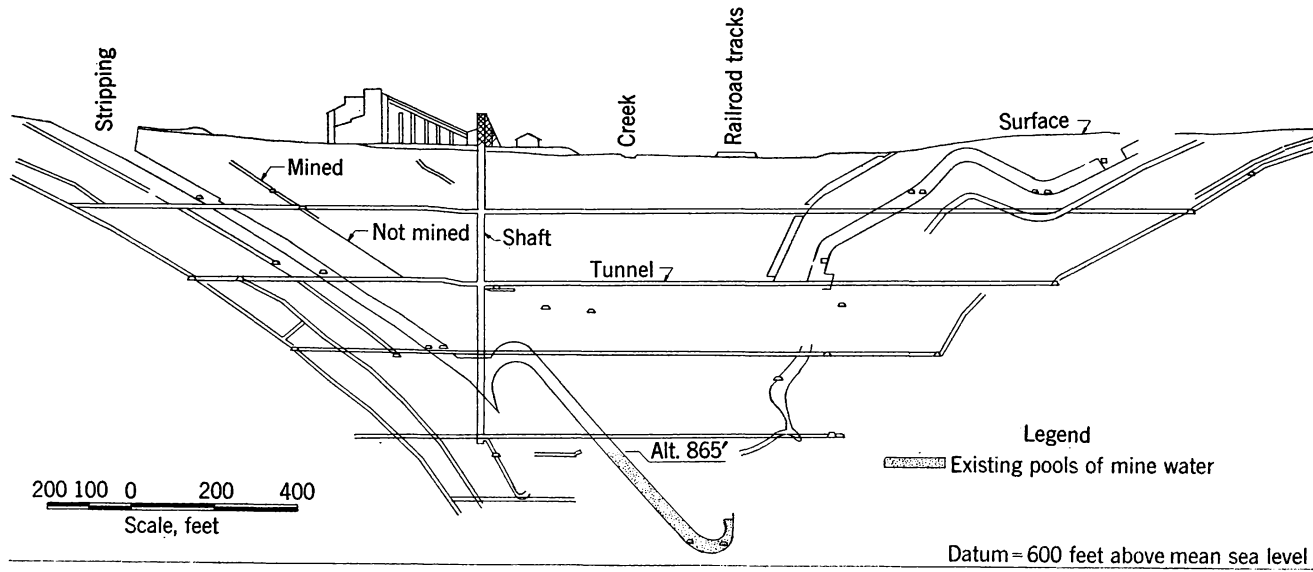 Stripping
Creek
Railroad tracks
Surface
Mined
Not mined
Shaft
Tunnel
Alt. 865′
Legend
Existing pools of mine water
200 100 0 200 400
Scale, feet
Datum = 600 feet above mean sea level